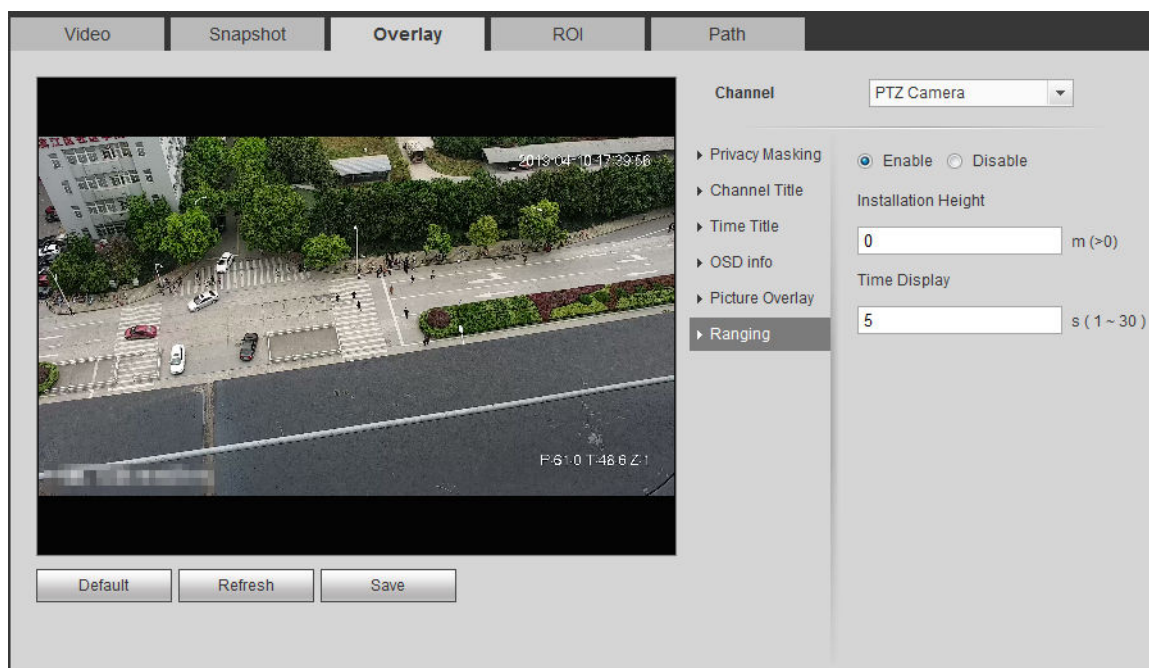 Video Snapshot Overlay ROI Path
Channel PTZ Camera
Privacy Masking
Channel Title
Time Title
OSD info
Picture Overlay
Ranging
Enable Disable
Installation Height
0 m (>0)
Time Display
5 s ( 1 ~ 30 )
2019-04-10 17:39:56
P:61.0 T:48.6 Z:1
Default Refresh Save